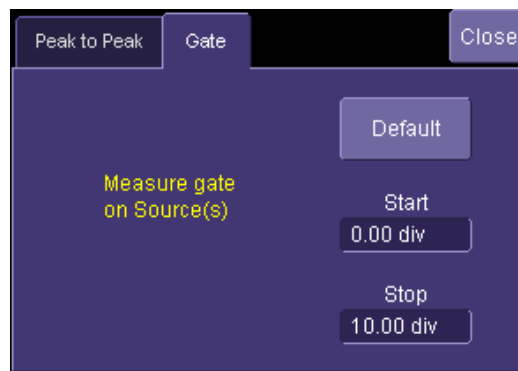 Peak to Peak
Gate
Close
Default
Measure gate
on Source(s)
Start
0.00 div
Stop
10.00 div